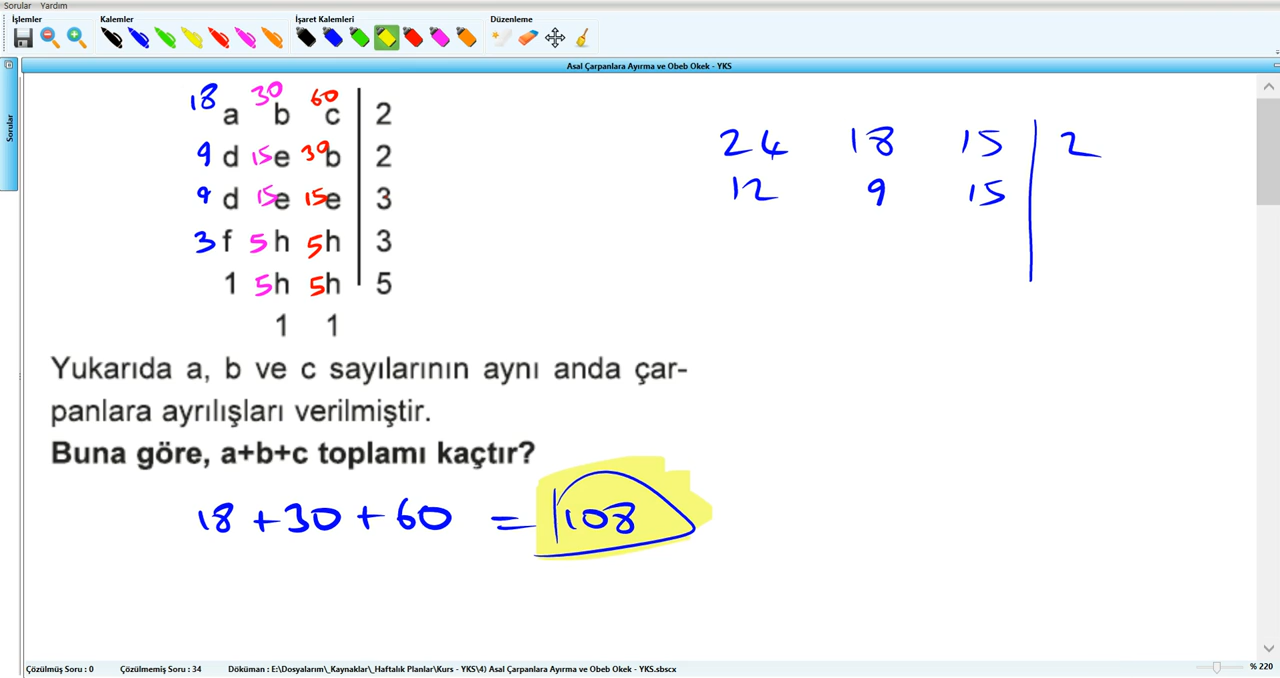 Sorular Yardım
İşlemler Kalemler İşaret Kalemleri Düzenleme
Asal Çarpanlara Ayırma ve Obeb Okek - YKS
Sorular
18 a 30 b 60 c 2
9 d 15 e 30 b 2
9 d 15 e 15 e 3
3 f 5 h 5 h 3
1 5 h 5 h 5
1 1
24 18 15 2
12 9 15
Yukarıda a, b ve c sayılarının aynı anda çar-
panlara ayrılışları verilmiştir.
Buna göre, a+b+c toplamı kaçtır?
18 + 30 + 60 = 108
Çözülmüş Soru : 0 Çözülmemiş Soru : 34 Döküman : E:\Dosyalarım\_Kaynaklar\_Haftalık Planlar\Kurs - YKS\4) Asal Çarpanlara Ayırma ve Obeb Okek - YKS.sbscx % 220